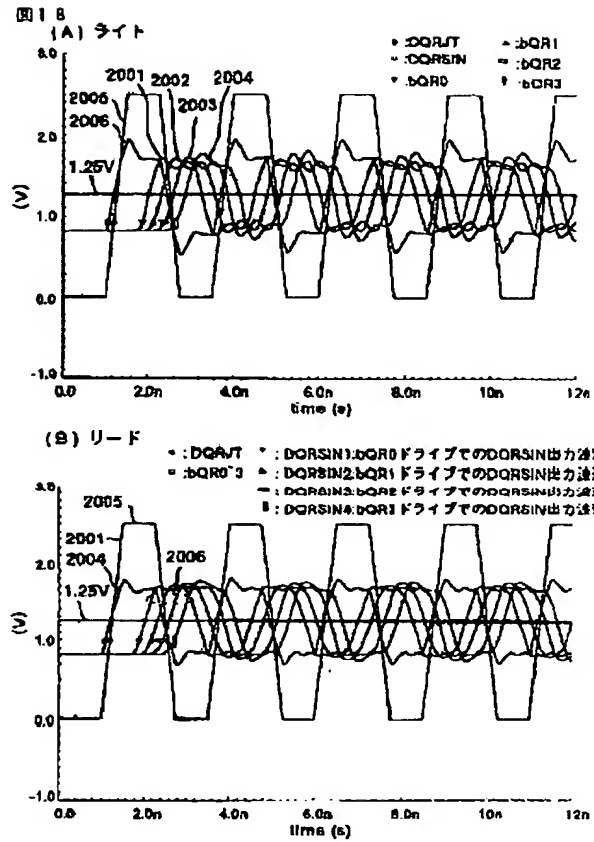 図18
(A) ライト
:DQRJT :bQR1
:DQRSIN :bQR2
:bQR0 :bQR3
2001 2002 2004
2005 2003
2006
1.25V
(V)
3.0
2.0
1.0
0.0
-1.0
0.0 2.0n 4.0n 6.0n 8.0n 10n 12n
time (s)
(B) リード
:DQRJT :DQRSIN1:bQR0ドライブでのDQRSIN出力波
:bQR0~3 :DQRSIN2:bQR1ドライブでのDQRSIN出力波
:DQRSIN3:bQR2ドライブでのDQRSIN出力波
:DQRSIN4:bQR3ドライブでのDQRSIN出力波
2005
2001
2004 2006
1.25V
(V)
3.0
2.0
1.0
0.0
-1.0
0.0 2.0n 4.0n 6.0n 8.0n 10n 12n
time (s)